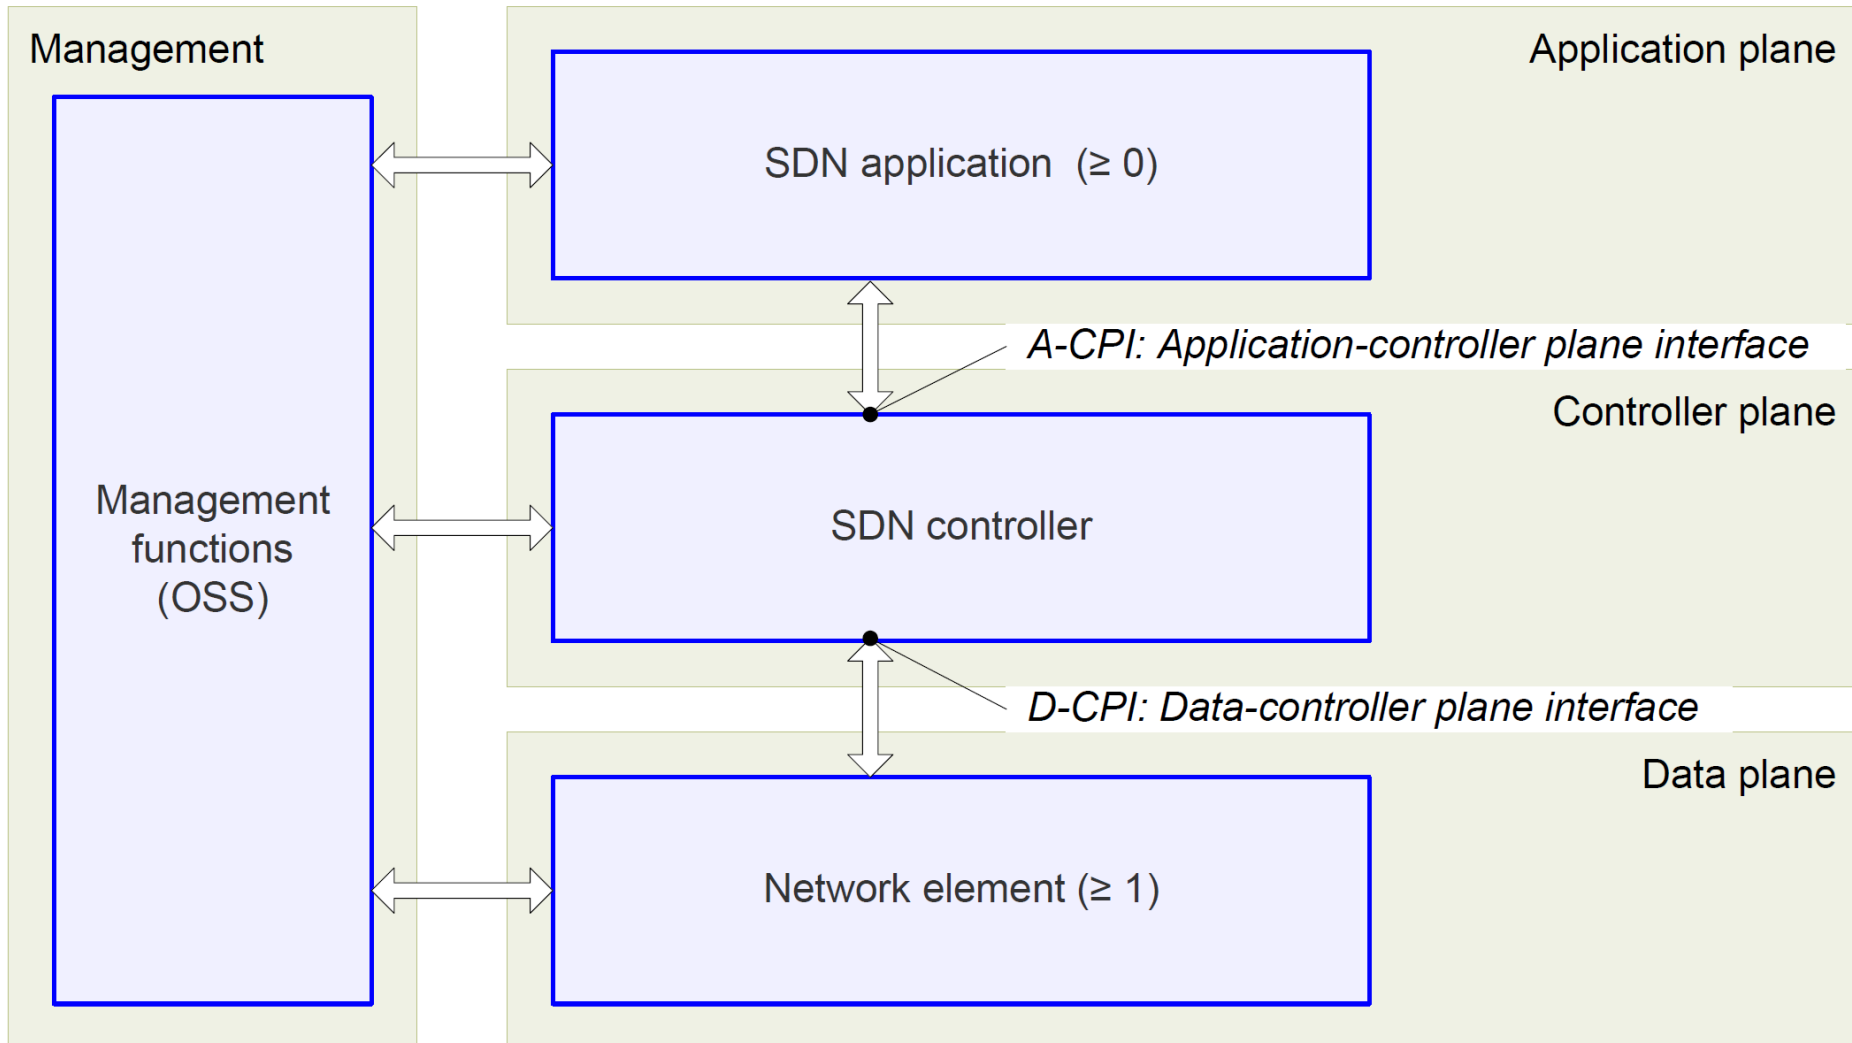 Management
Management
functions
(OSS)
Application plane
SDN application  (≥ 0)
A-CPI: Application-controller plane interface
Controller plane
SDN controller
D-CPI: Data-controller plane interface
Data plane
Network element (≥ 1)